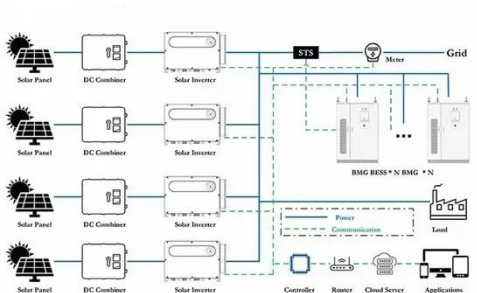 STS
Meter
Grid
Solar Panel DC Combiner Solar Inverter
BMG BESS * N BMG * N
Solar Panel DC Combiner Solar Inverter
Solar Panel DC Combiner Solar Inverter
Power
Communication
Load
Solar Panel DC Combiner Solar Inverter
Controller Router Cloud Server Applications